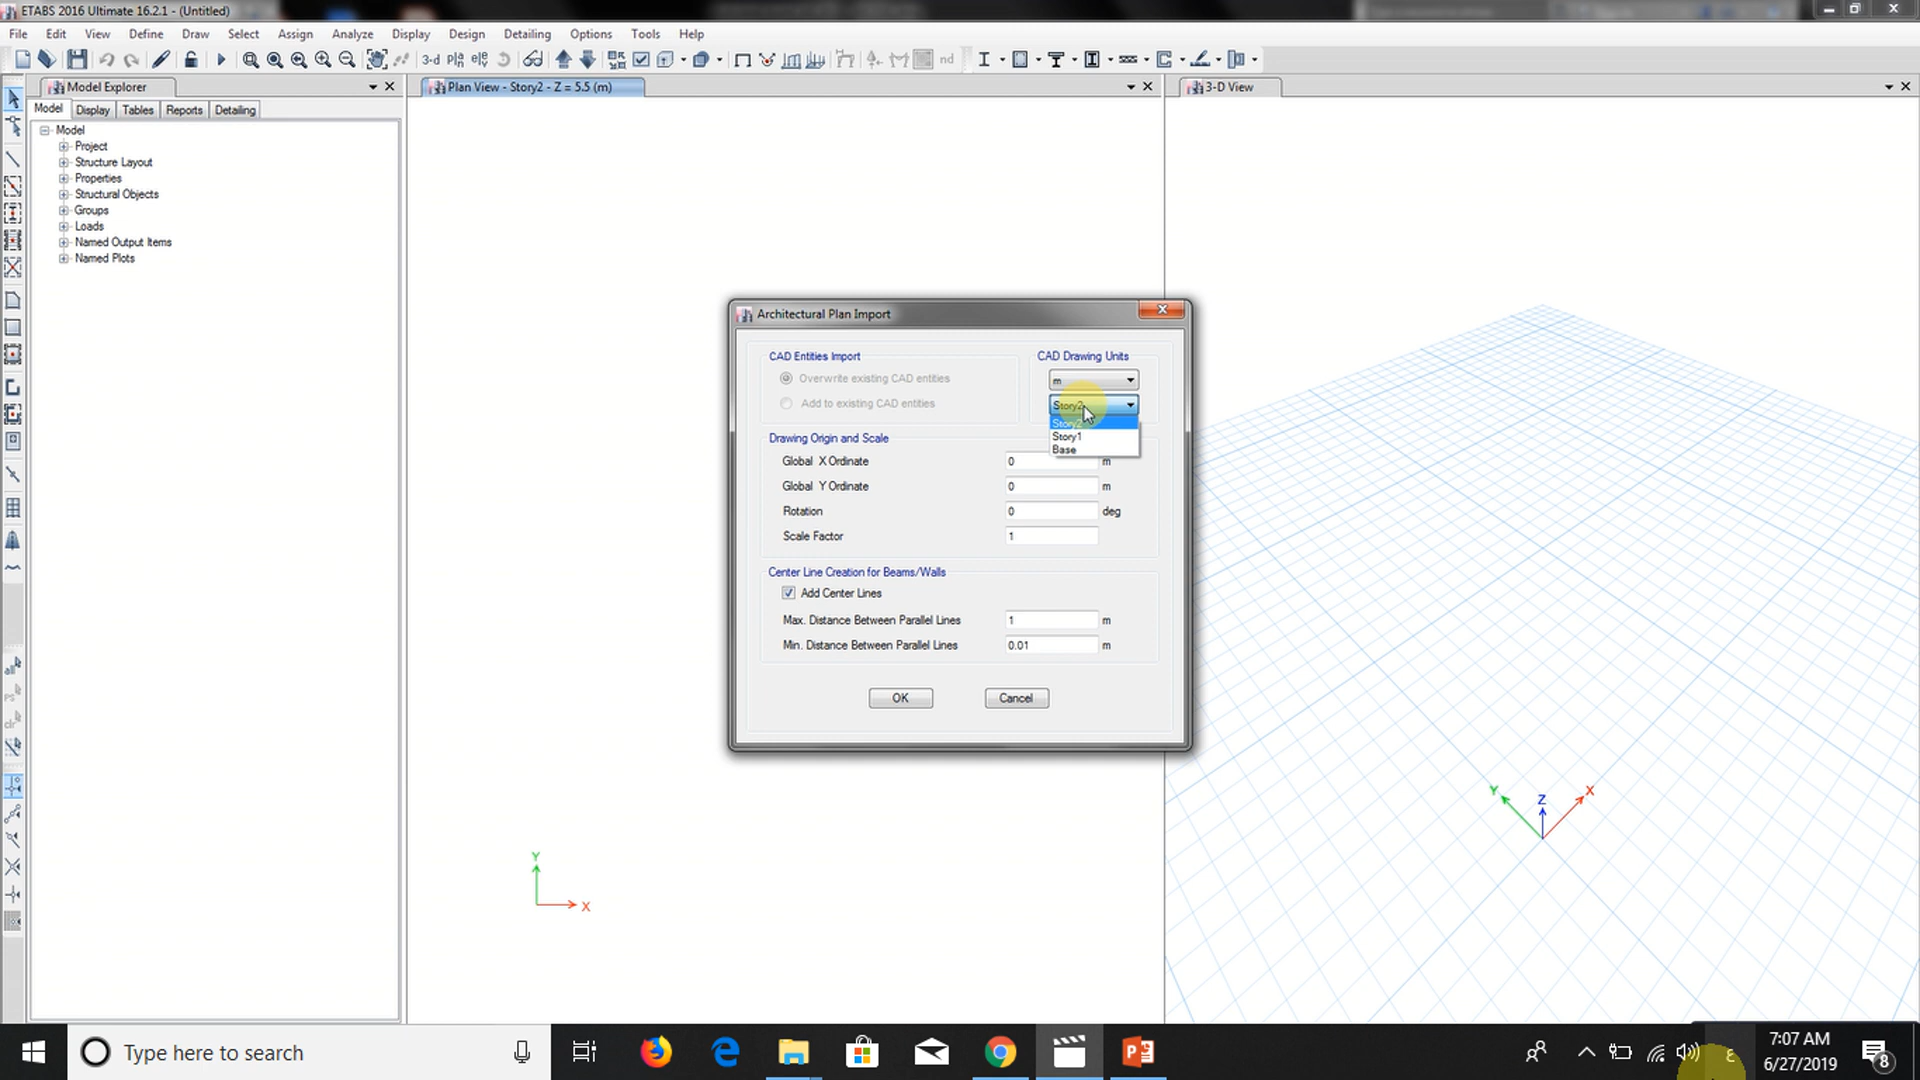 ETABS 2016 Ultimate 16.2.1 - (Untitled)
File Edit View Define Draw Select Assign Analyze Display Design Detailing Options Tools Help
3-d nd
Model Explorer
Plan View - Story2 - Z = 5.5 (m)
3-D View
Model Display Tables Reports Detailing
Model
Project
Structure Layout
Properties
Structural Objects
Groups
Loads
Named Output Items
Named Plots
Architectural Plan Import
CAD Entities Import
Overwrite existing CAD entities
Add to existing CAD entities
CAD Drawing Units
m
Story2
Story2
Story1
Base
Drawing Origin and Scale
Global X Ordinate 0 m
Global Y Ordinate 0 m
Rotation 0 deg
Scale Factor 1
Center Line Creation for Beams/Walls
Add Center Lines
Max. Distance Between Parallel Lines 1 m
Min. Distance Between Parallel Lines 0.01 m
OK Cancel
Y
X
Y
Z
X
Type here to search
ع
7:07 AM
6/27/2019
8